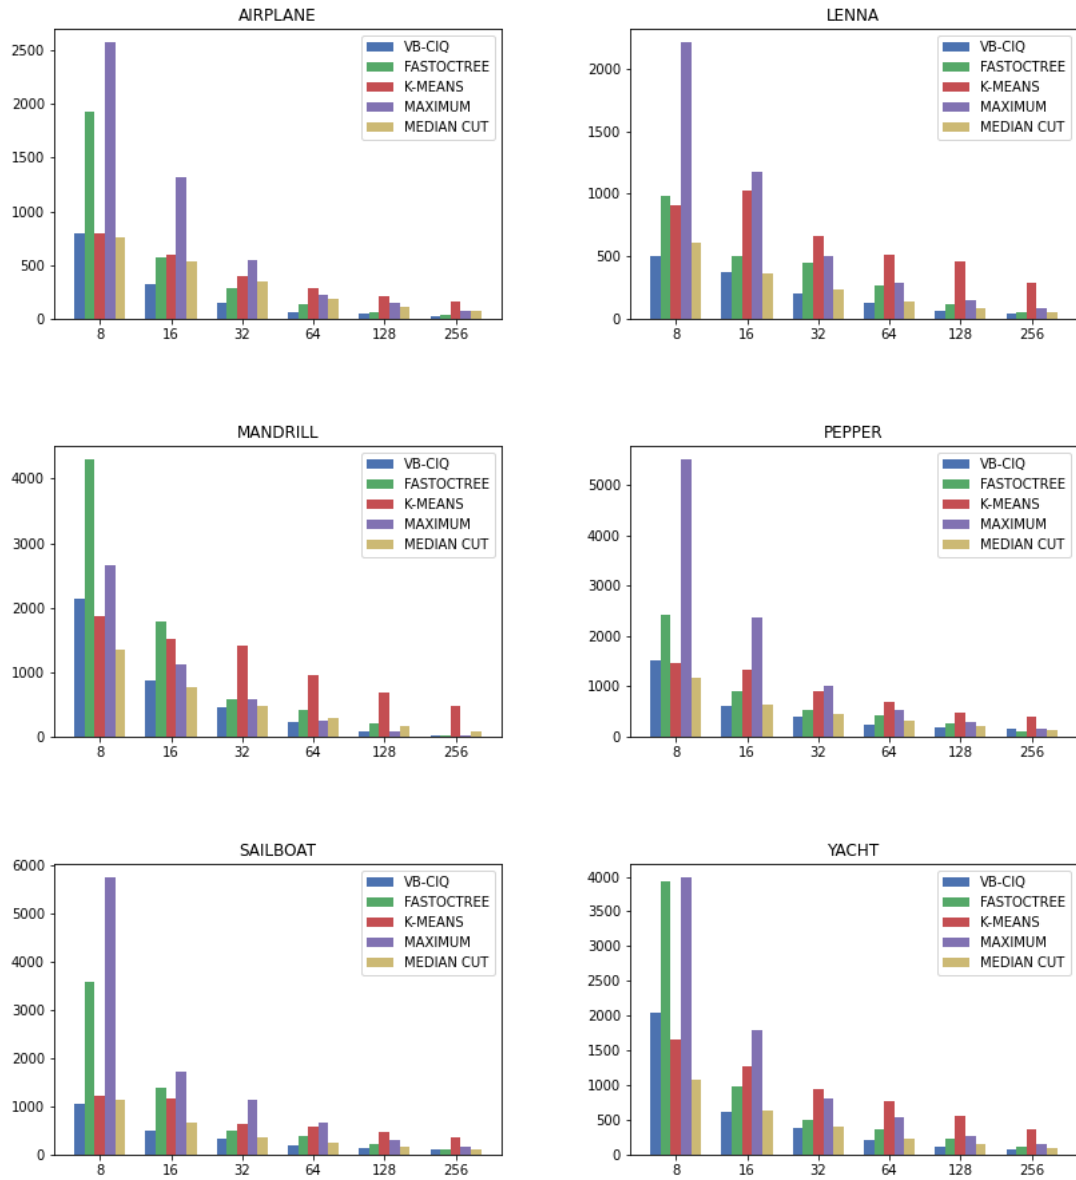 AIRPLANE
2500
2000
1500
1000
500
0
8 16 32 64 128 256
VB-CIQ
FASTOCTREE
K-MEANS
MAXIMUM
MEDIAN CUT
LENNA
2000
1500
1000
500
0
8 16 32 64 128 256
VB-CIQ
FASTOCTREE
K-MEANS
MAXIMUM
MEDIAN CUT
MANDRILL
4000
3000
2000
1000
0
8 16 32 64 128 256
VB-CIQ
FASTOCTREE
K-MEANS
MAXIMUM
MEDIAN CUT
PEPPER
5000
4000
3000
2000
1000
0
8 16 32 64 128 256
VB-CIQ
FASTOCTREE
K-MEANS
MAXIMUM
MEDIAN CUT
SAILBOAT
6000
5000
4000
3000
2000
1000
0
8 16 32 64 128 256
VB-CIQ
FASTOCTREE
K-MEANS
MAXIMUM
MEDIAN CUT
YACHT
4000
3500
3000
2500
2000
1500
1000
500
0
8 16 32 64 128 256
VB-CIQ
FASTOCTREE
K-MEANS
MAXIMUM
MEDIAN CUT